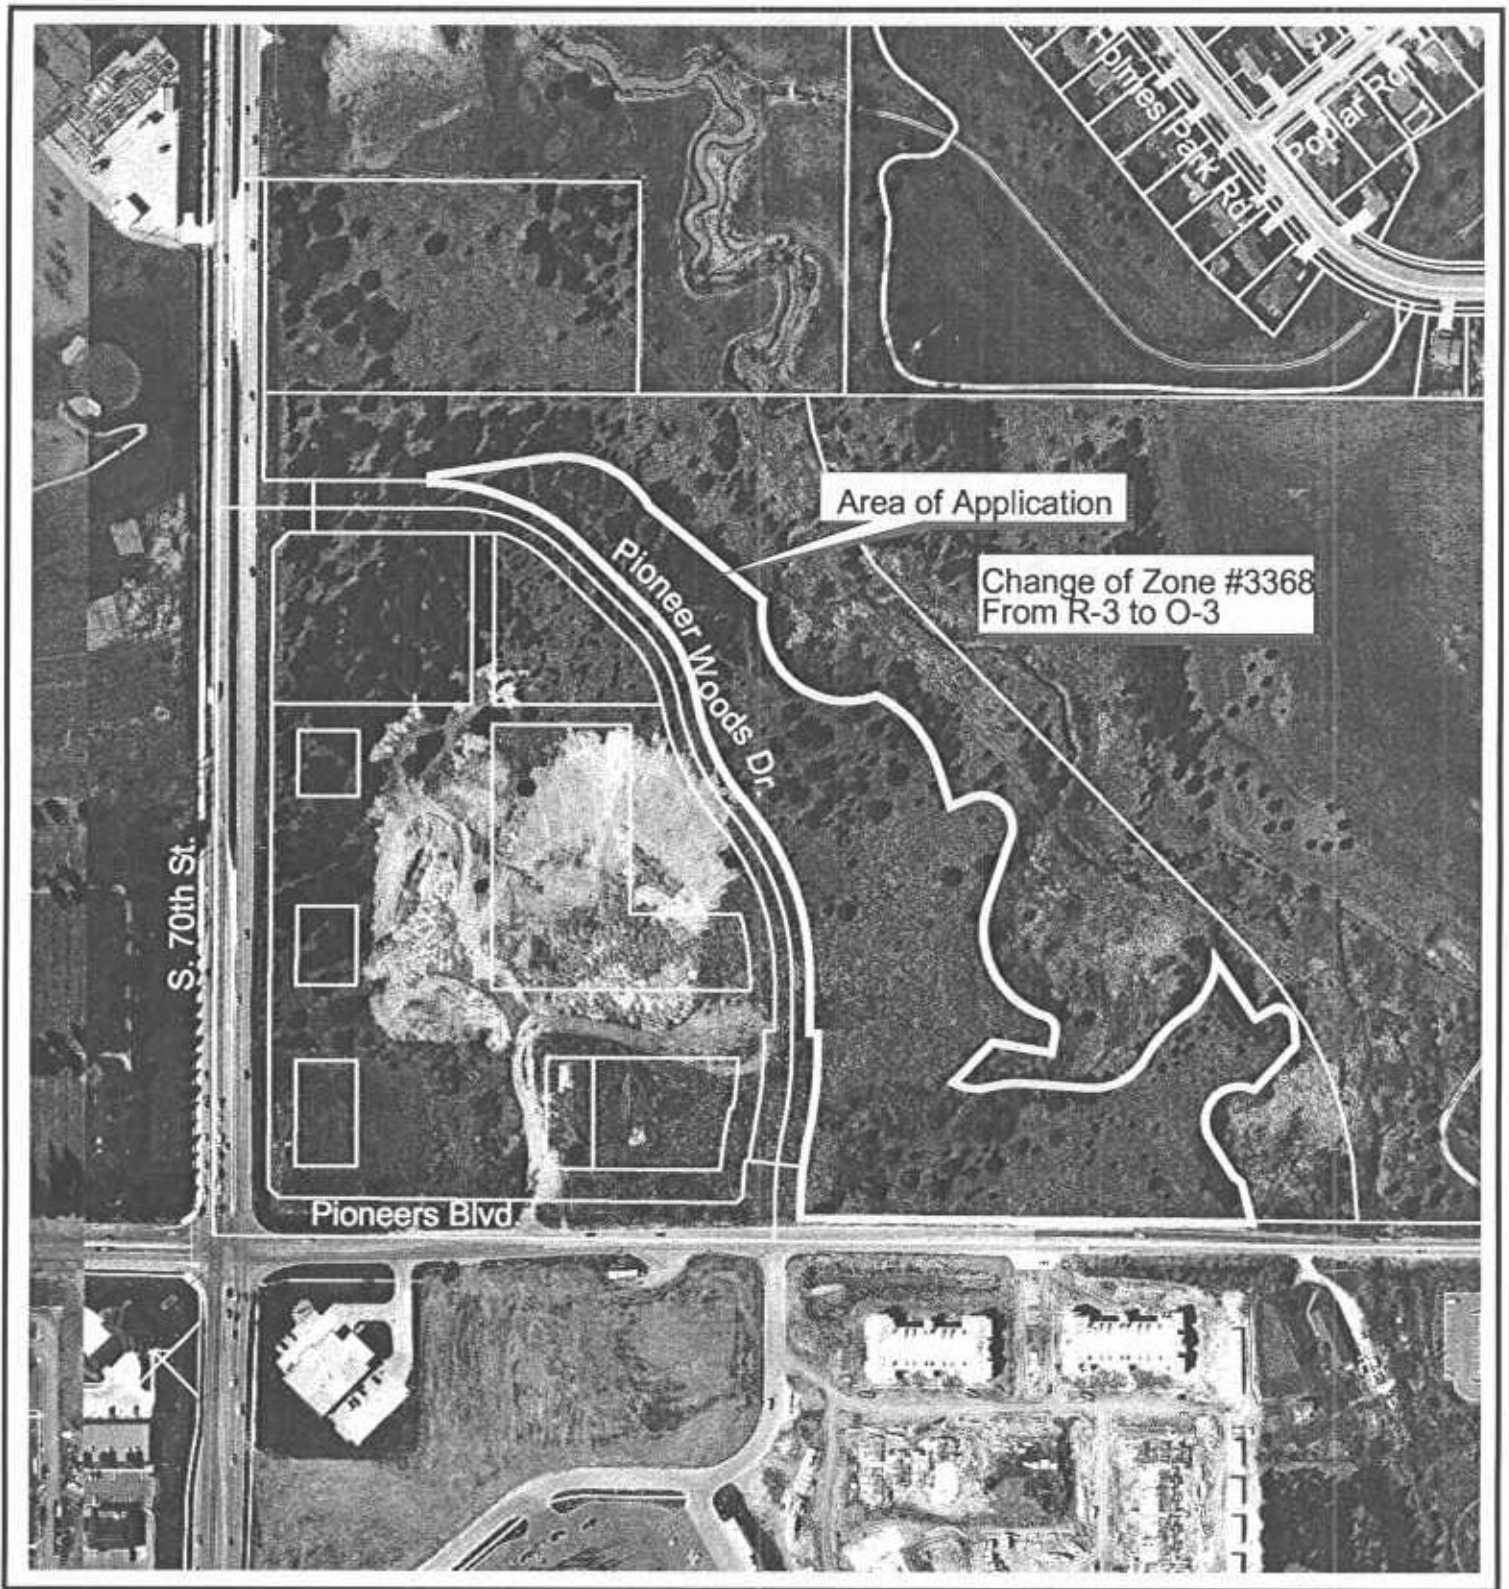 Holmes Park Rd
Poplar Rd
Area of Application
Change of Zone #3368
From R-3 to O-3
Pioneer Woods Dr.
S. 70th St.
Pioneers Blvd.